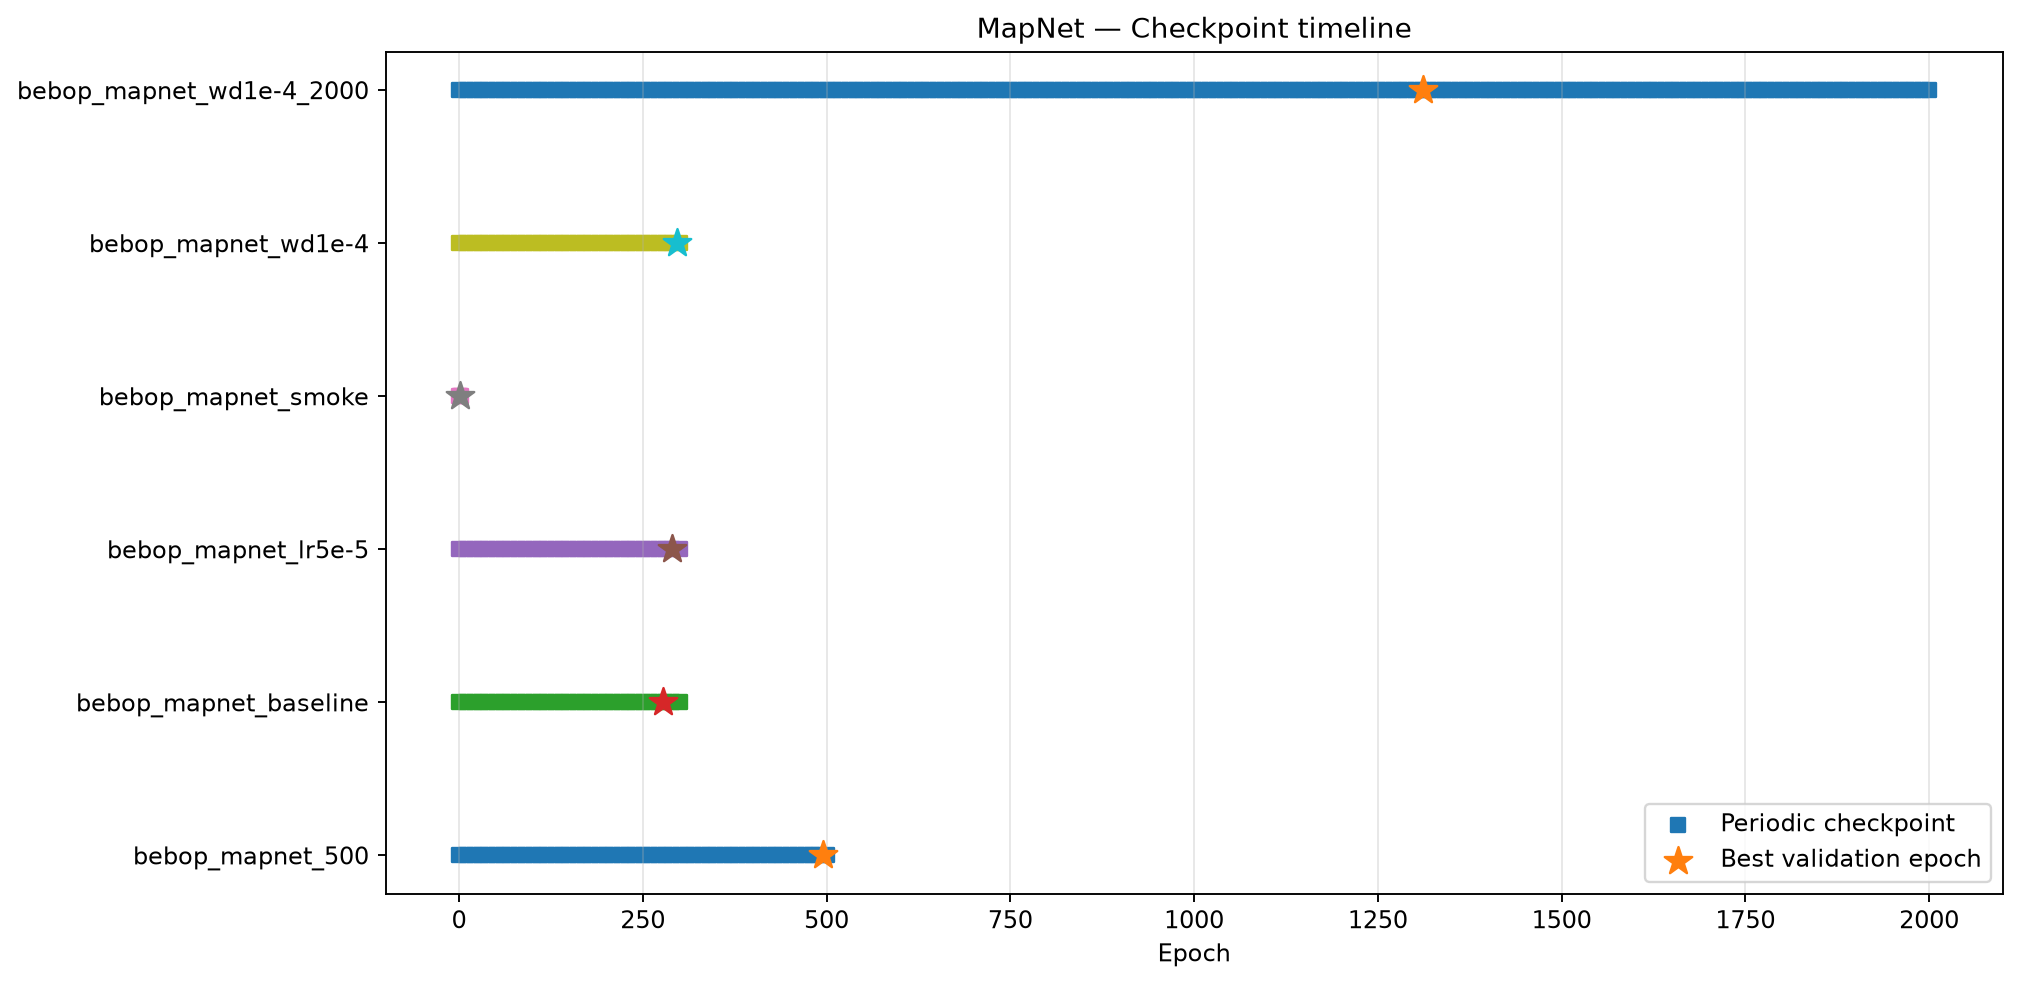 MapNet — Checkpoint timeline
bebop_mapnet_wd1e-4_2000
bebop_mapnet_wd1e-4
bebop_mapnet_smoke
bebop_mapnet_lr5e-5
bebop_mapnet_baseline
bebop_mapnet_500
Periodic checkpoint
Best validation epoch
0 250 500 750 1000 1250 1500 1750 2000
Epoch